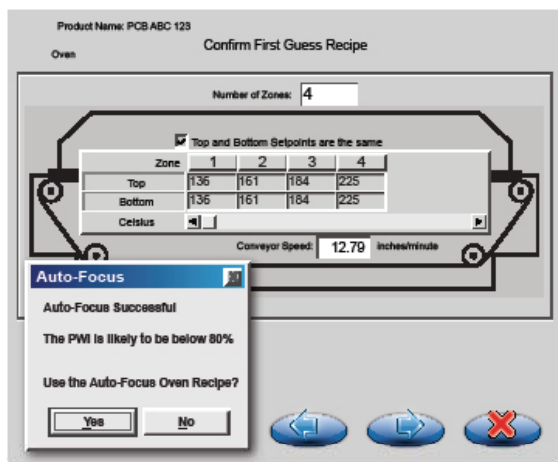 Product Name: PCB ABC 123
Oven
Confirm First Guess Recipe
Number of Zones: 4
Top and Bottom Setpoints are the same
Zone 1 2 3 4
Top 136 161 184 225
Bottom 136 161 184 225
Celsius
Conveyor Speed: 12.79 inches/minute
Auto-Focus
Auto-Focus Successful
The PWI is likely to be below 80%
Use the Auto-Focus Oven Recipe?
Yes No